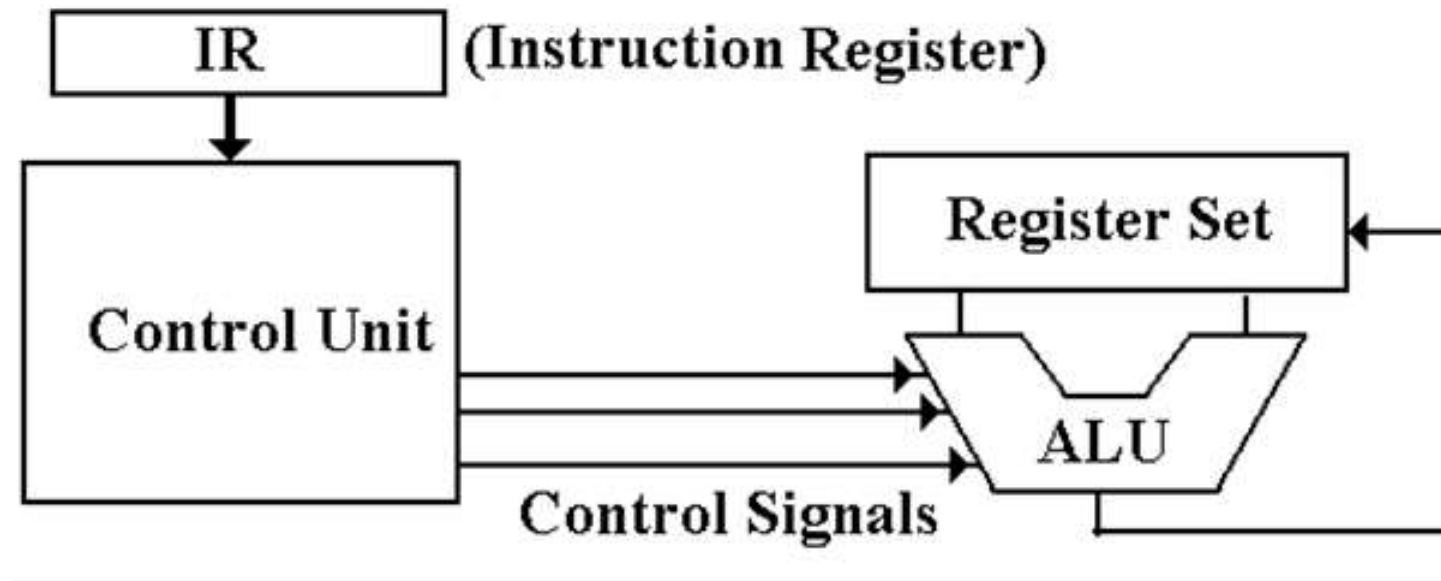 IR (Instruction Register)
Register Set
Control Unit
ALU
Control Signals